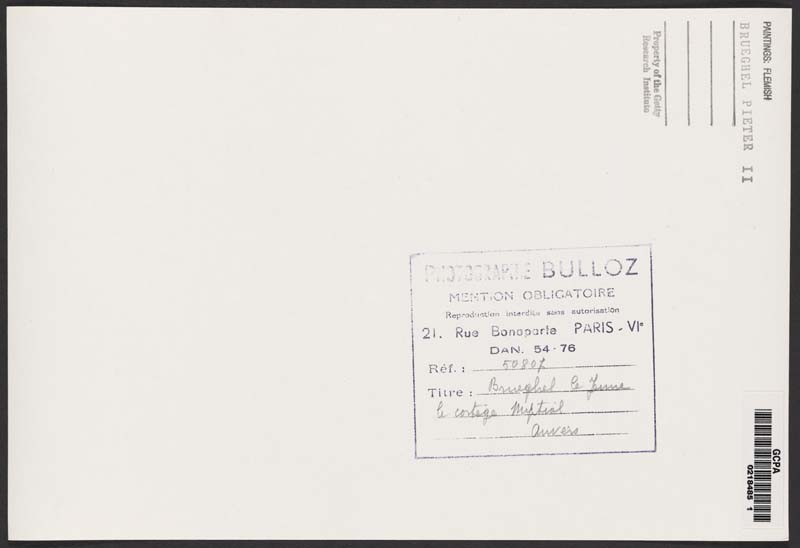 PAINTINGS: FLEMISH
BRUEGHEL PIETER II
Property of the Getty
Research Institute
PHOTOGRAPHIE BULLOZ
MENTION OBLIGATOIRE
Reproduction interdite sans autorisation
21. Rue Bonaparte PARIS - VIe
DAN. 54-76
Réf. :
Titre : Brueghel le Jeune
le cortège Nuptial
Anvers
GCPA
0218485 1